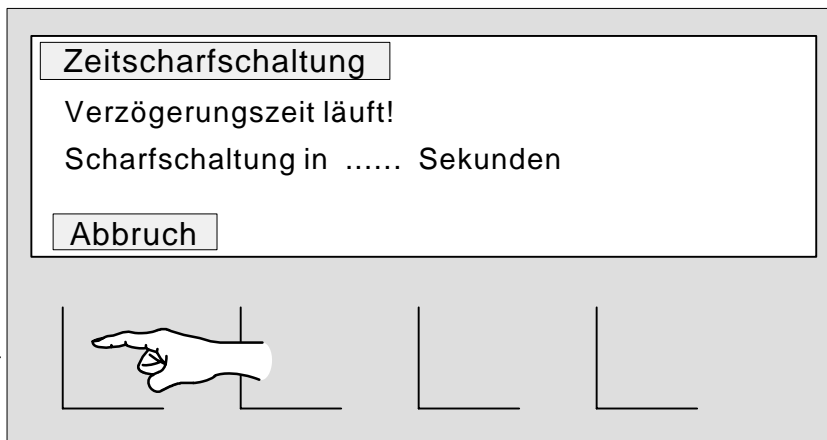 Zeitscharfschaltung
Verzögerungszeit läuft!
Scharfschaltung in ...... Sekunden
Abbruch